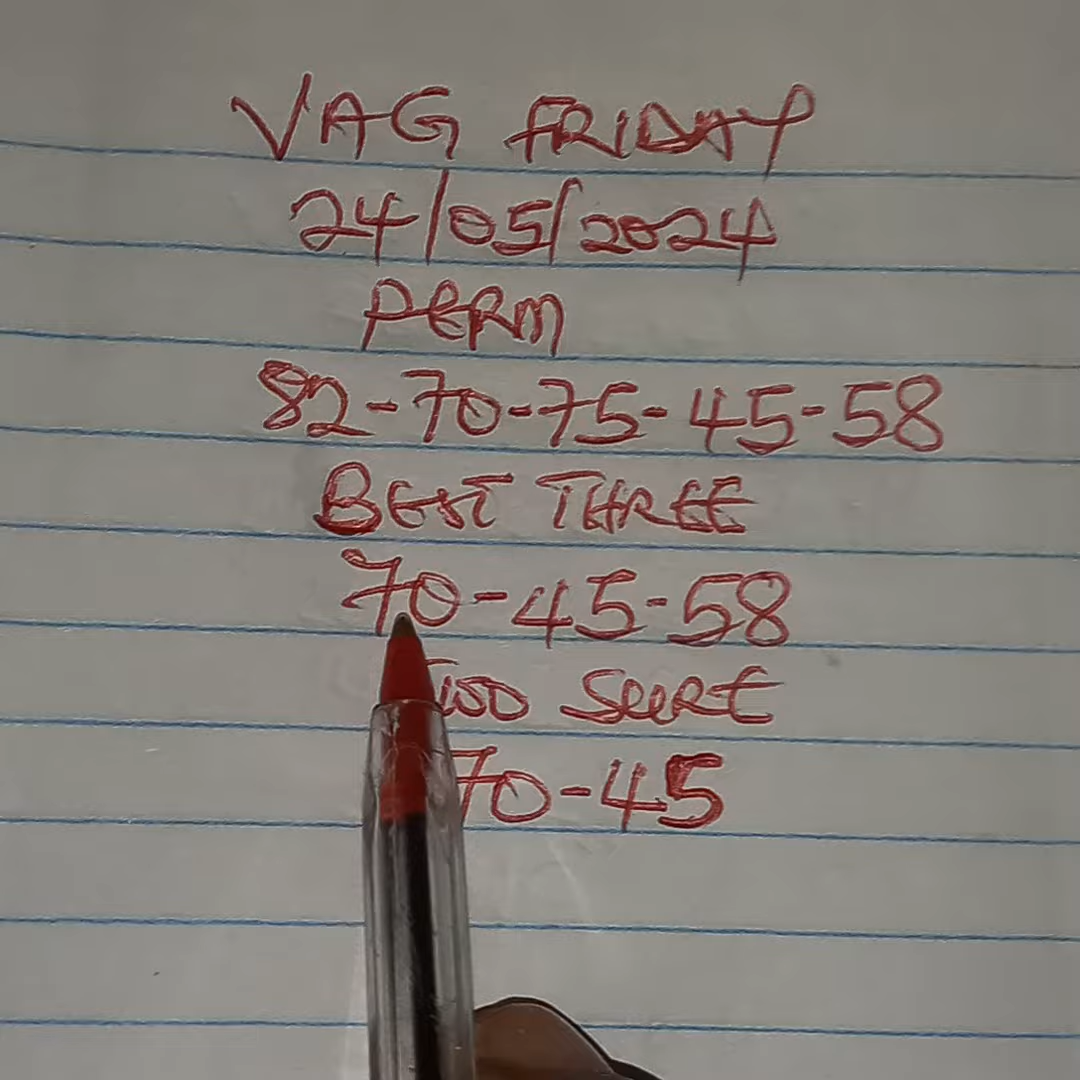 VAG FRIDAY
24/05/2024
PERM
82-70-75-45-58
BEST THREE
70-45-58
TWO SURE
70-45